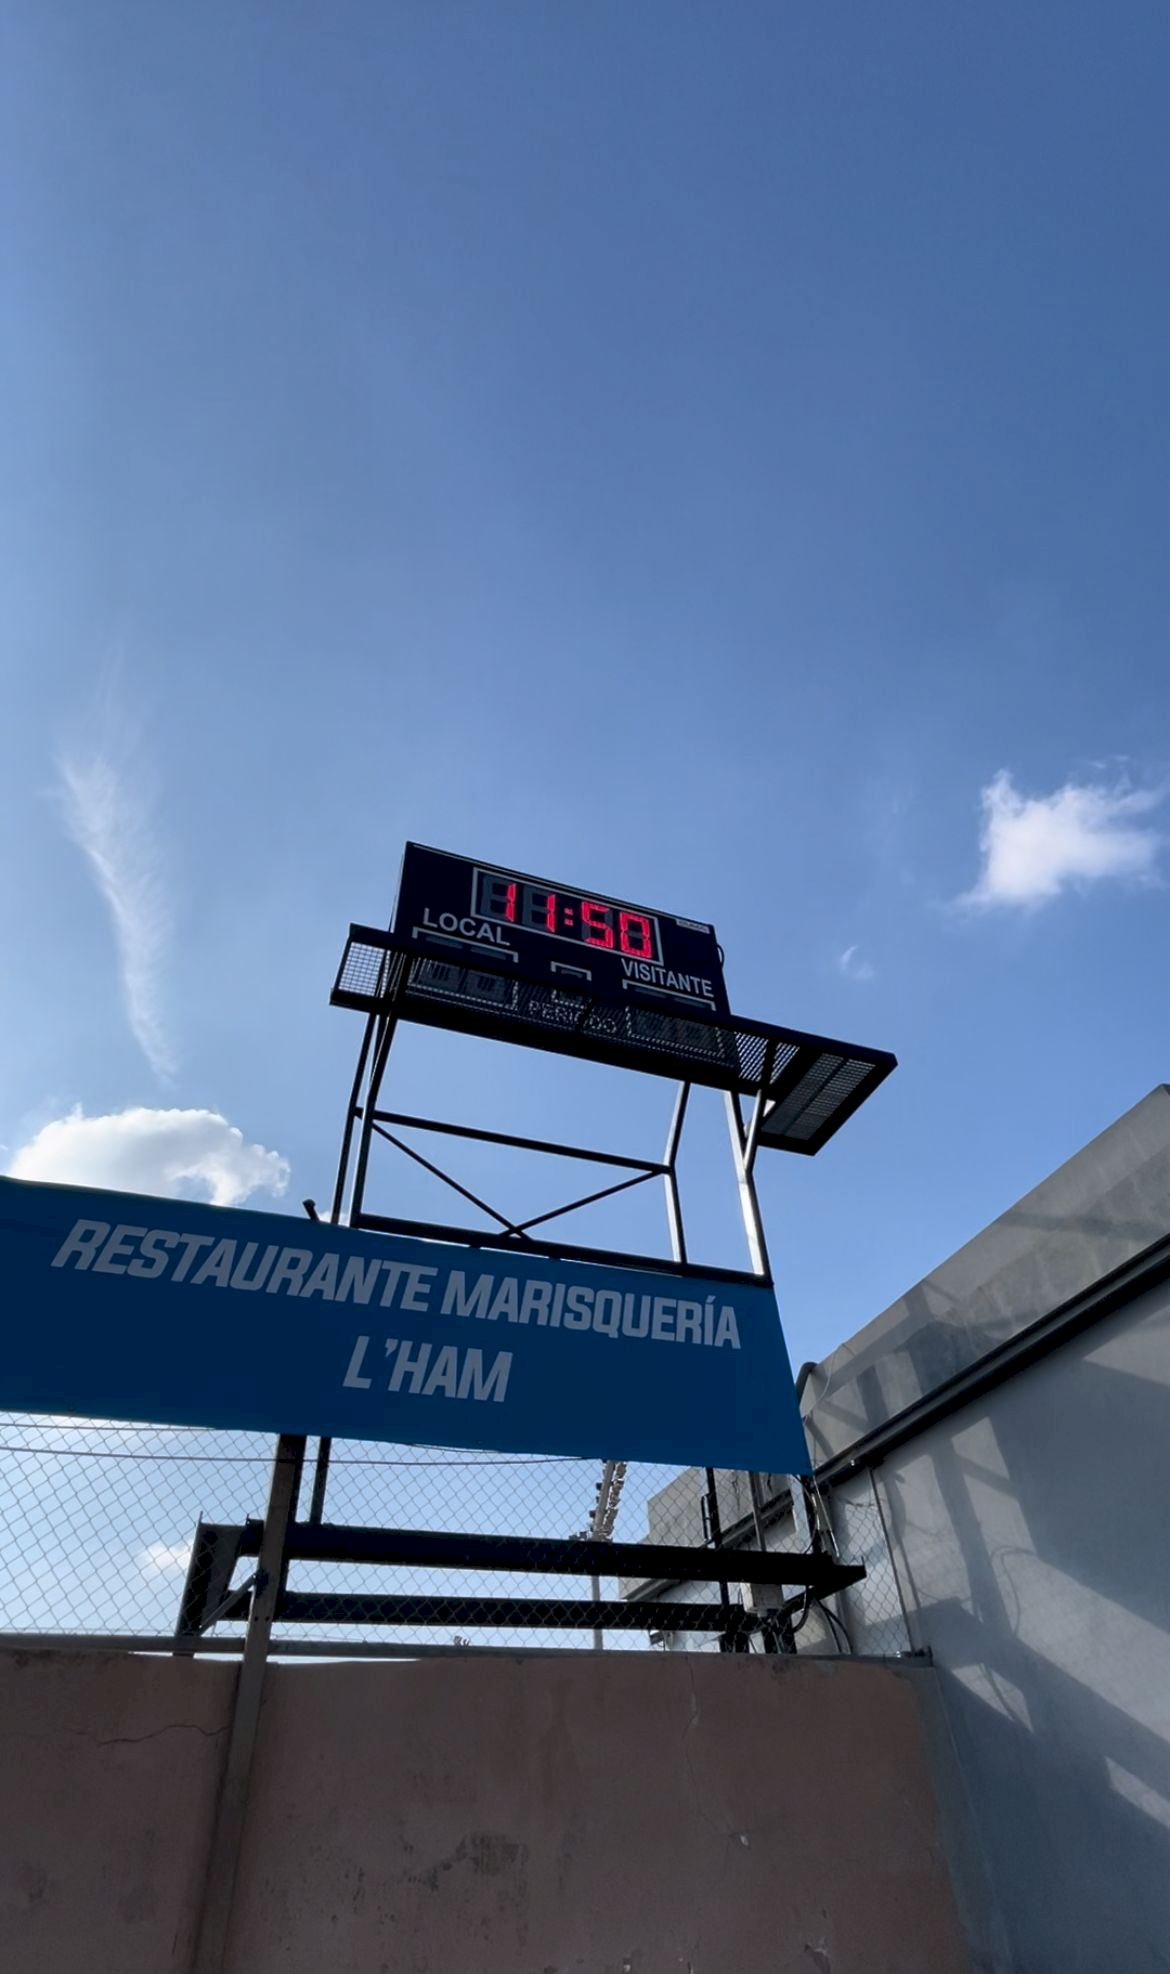 11:50
LOCAL
VISITANTE
PERIODO
RESTAURANTE MARISQUERÍA
L'HAM